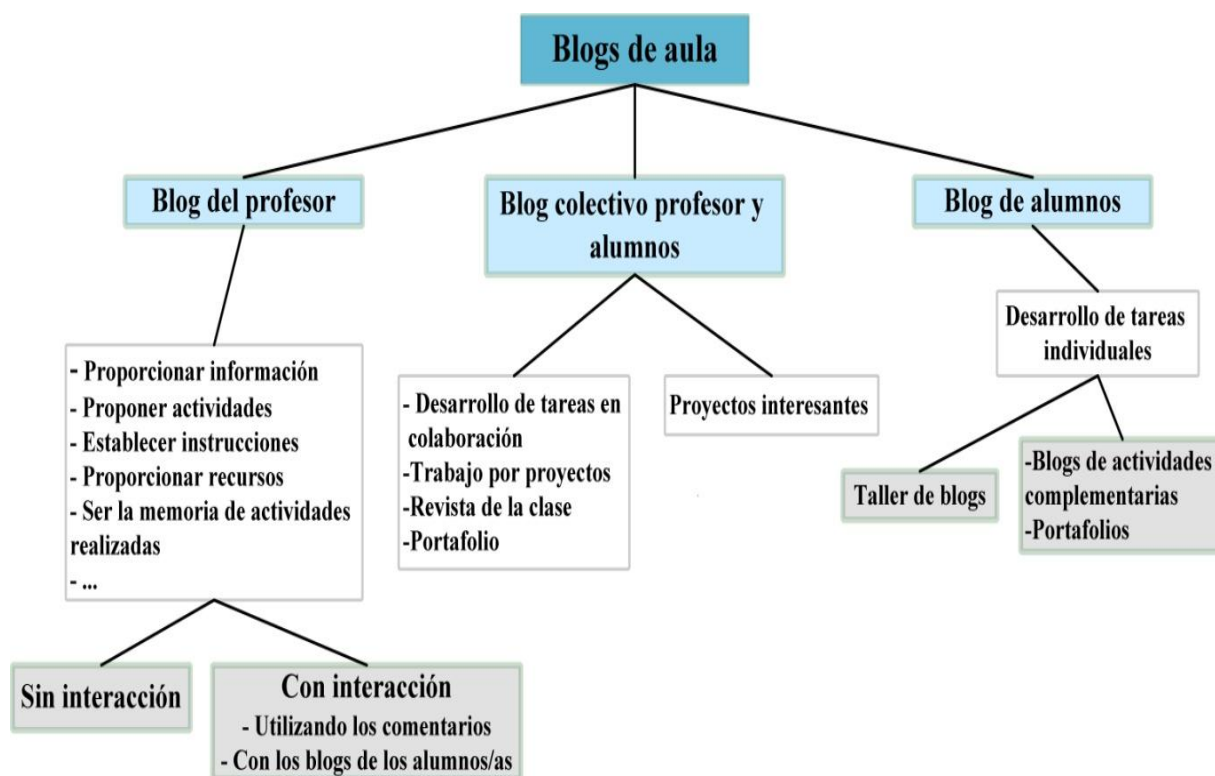 Blogs de aula
Blog del profesor
Blog colectivo profesor y
alumnos
Blog de alumnos
- Proporcionar información
- Proponer actividades
- Establecer instrucciones
- Proporcionar recursos
- Ser la memoria de actividades
realizadas
- ...
- Desarrollo de tareas en
colaboración
-Trabajo por proyectos
-Revista de la clase
-Portafolio
Proyectos interesantes
Desarrollo de tareas
individuales
Taller de blogs
-Blogs de actividades
complementarias
-Portafolios
Sin interacción
Con interacción
- Utilizando los comentarios
- Con los blogs de los alumnos/as